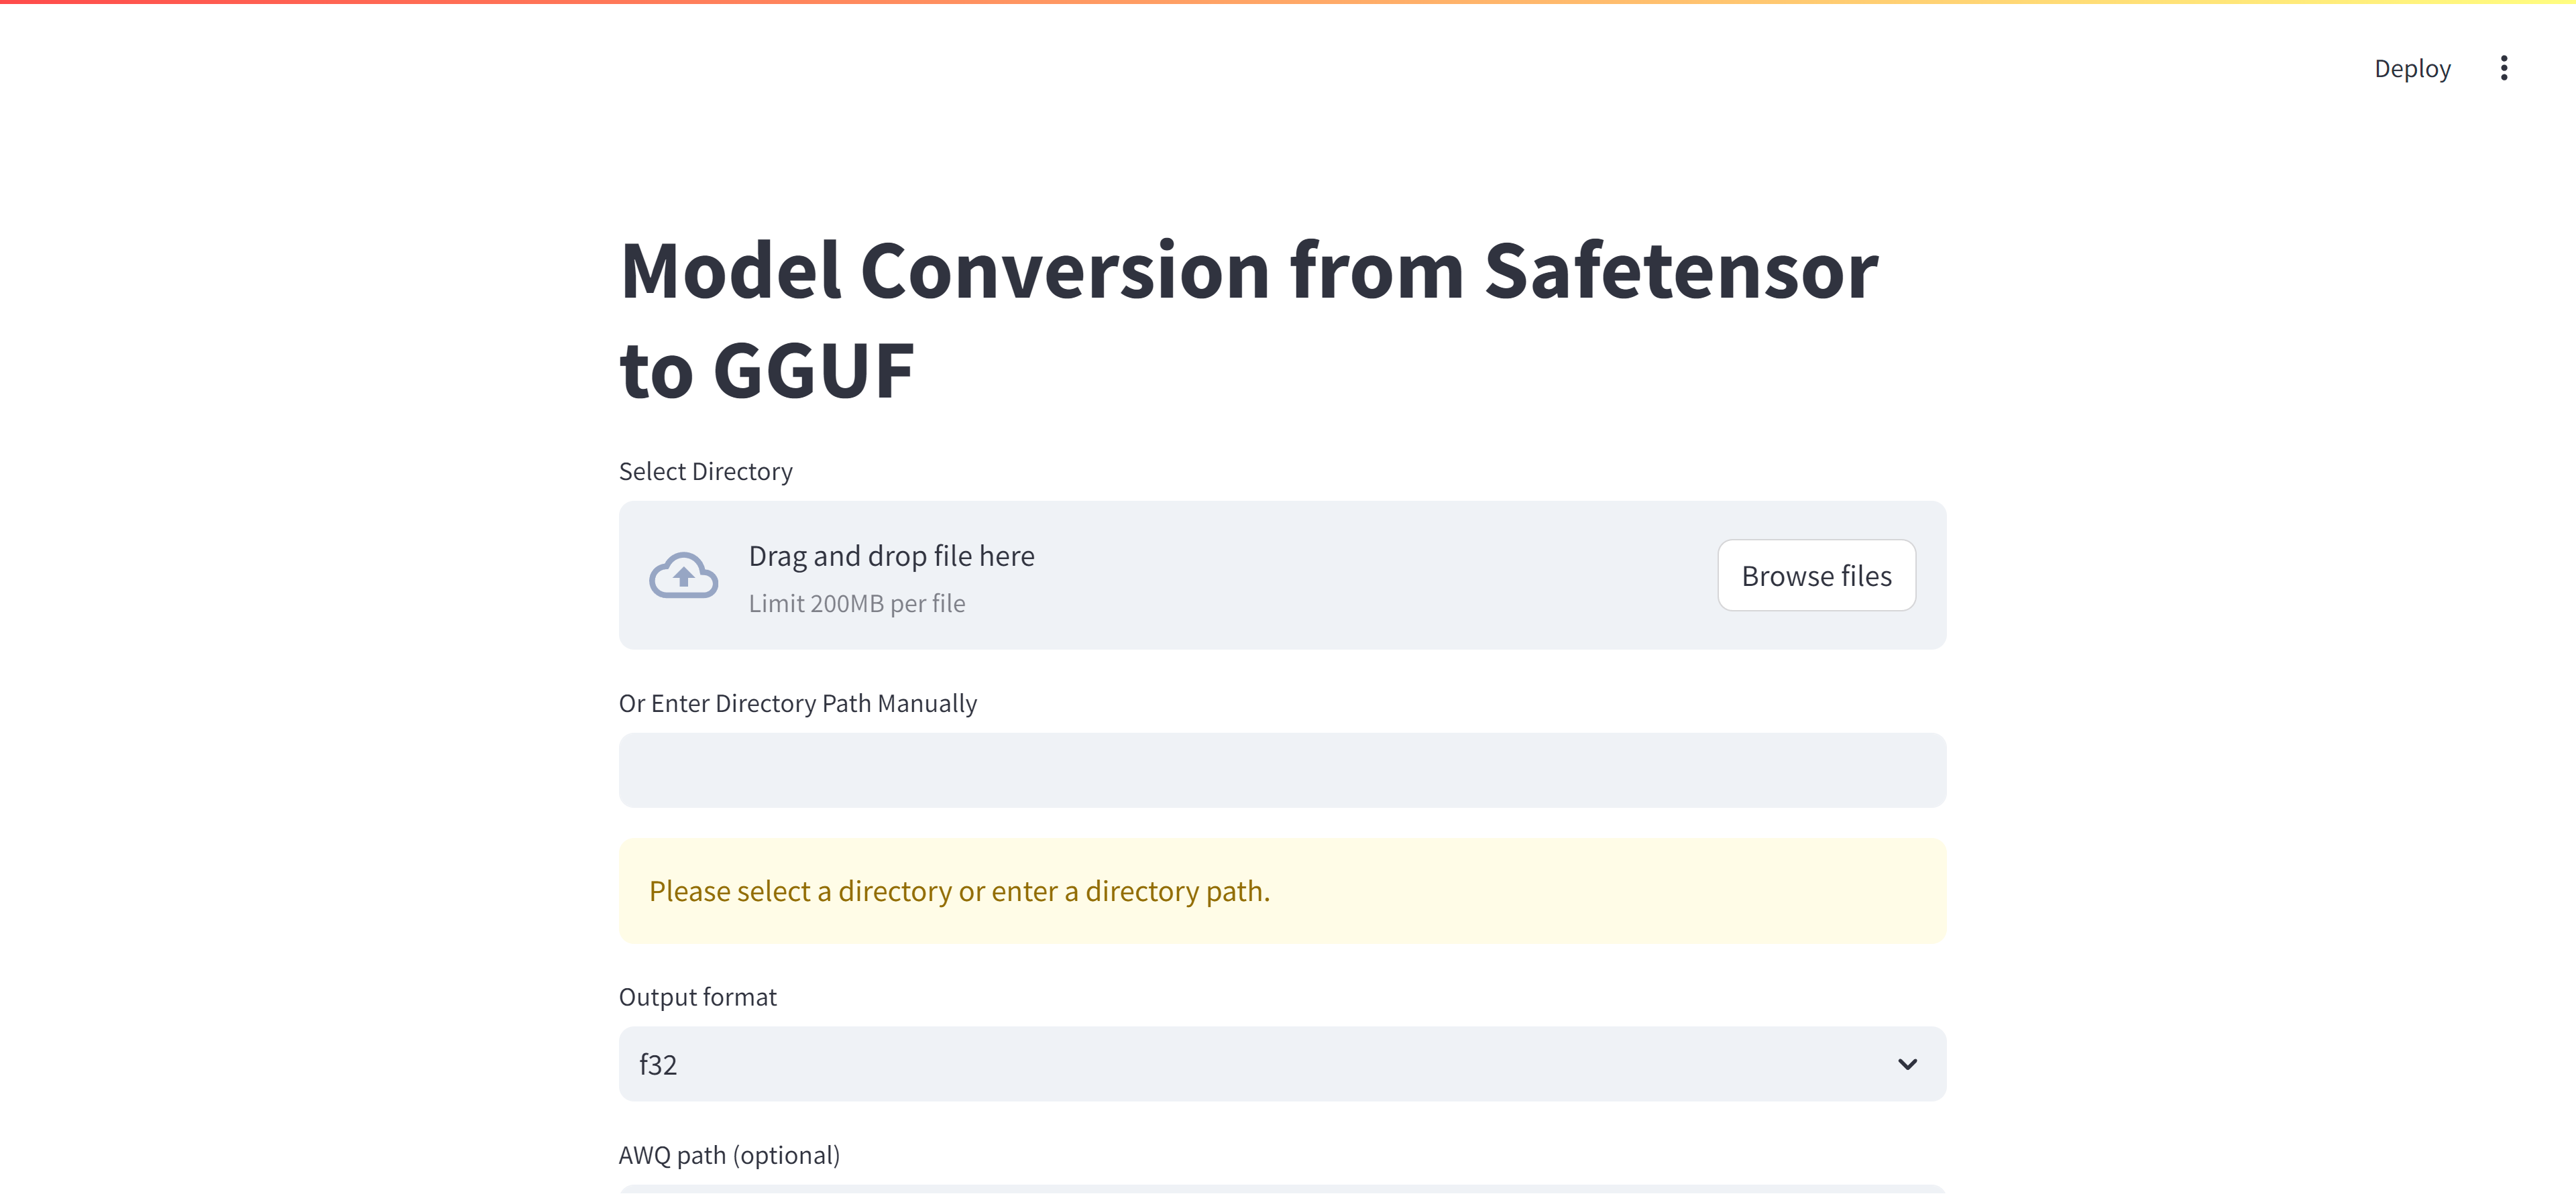 Deploy
Model Conversion from Safetensor
to GGUF
Select Directory
Drag and drop file here
Limit 200MB per file
Browse files
Or Enter Directory Path Manually
Please select a directory or enter a directory path.
Output format
f32
AWQ path (optional)